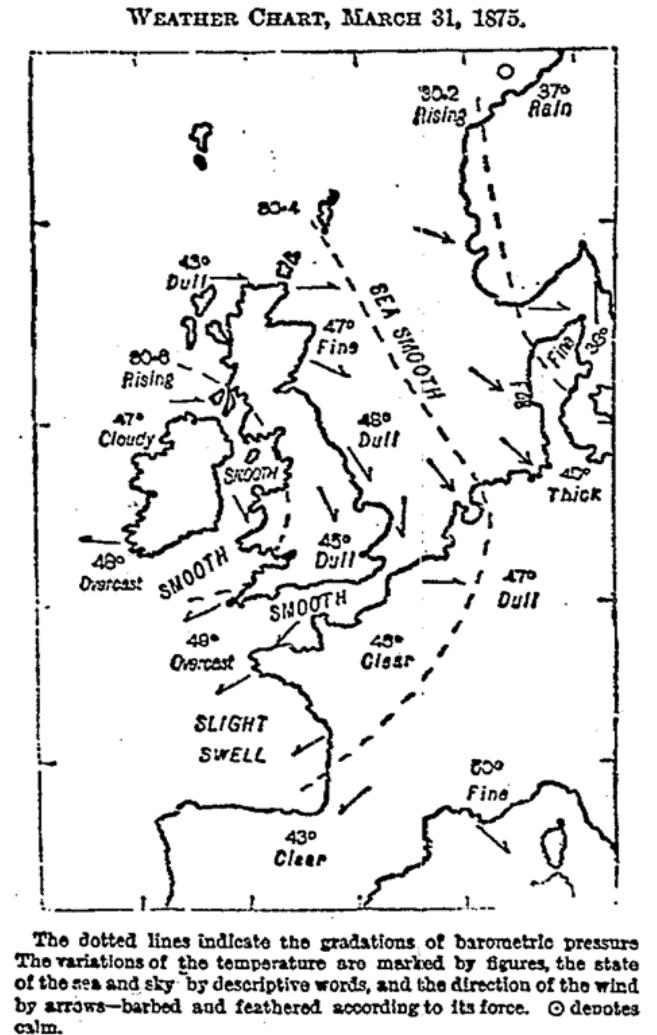 WEATHER CHART, MARCH 31, 1875.
30.2 37°
Rising Rain
30.4
43°
Dull
SEA SMOOTH
47°
Fine
Fine
38°
30.6
Rising
47°
Cloudy
48°
Dull
SMOOTH
45°
Thick
48°
Overcast
SMOOTH
45°
Dull
SMOOTH
47°
Dull
49°
Overcast
45°
Clear
SLIGHT
SWELL
50°
Fine
43°
Clear
The dotted lines indicate the gradations of barometric pressure
The variations of the temperature are marked by figures, the state
of the sea and sky by descriptive words, and the direction of the wind
by arrows—barbed and feathered according to its force. ⊙ denotes
calm.